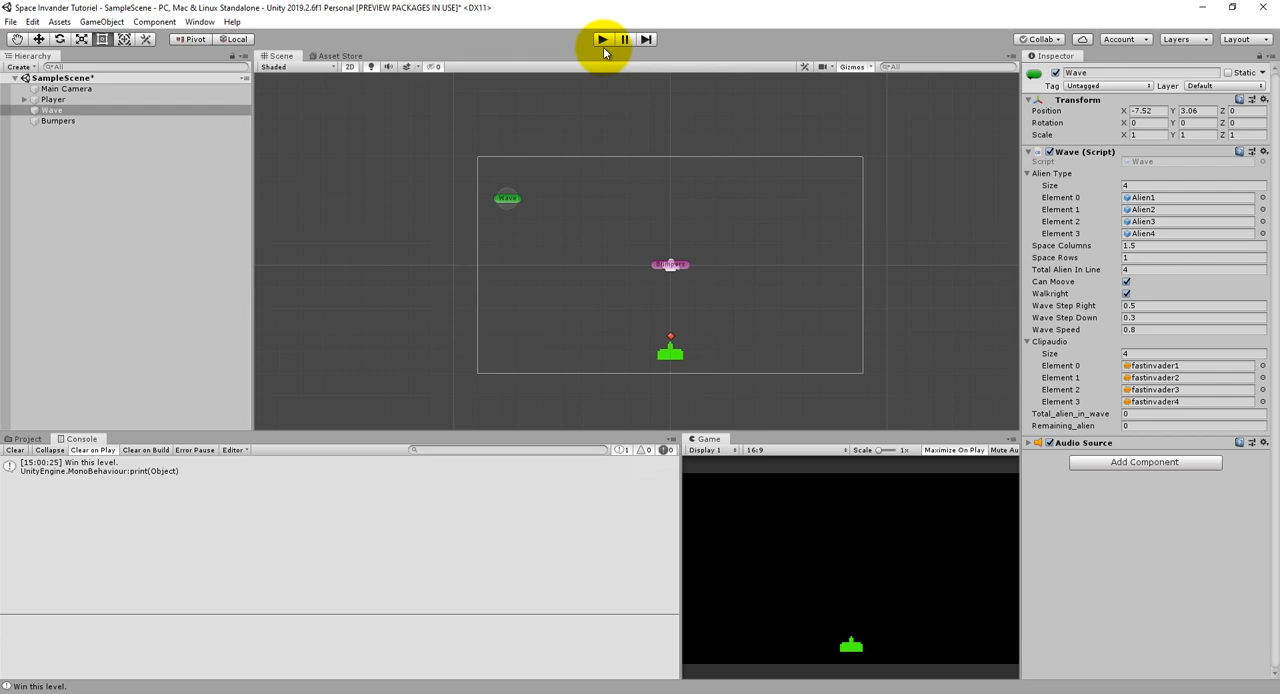 Space Invander Tutoriel - SampleScene - PC, Mac & Linux Standalone - Unity 2019.2.6f1 Personal [PREVIEW PACKAGES IN USE]* <DX11>
File Edit Assets GameObject Component Window Help
Pivot Local Collab Account Layers Layout
Hierarchy Scene Asset Store Inspector
Create All Shaded 2D 0 Gizmos All
SampleScene*
Main Camera
Player
Wave
Bumpers
Wave
Wave Static
Tag Untagged Layer Default
Transform
Position X -7.52 Y 3.06 Z 0
Rotation X 0 Y 0 Z 0
Scale X 1 Y 1 Z 1
Wave (Script)
Script Wave
Alien Type
Size 4
Element 0 Alien1
Element 1 Alien2
Element 2 Alien3
Element 3 Alien4
Space Columns 1.5
Space Rows 1
Total Alien In Line 4
Can Moove
Walkright
Wave Step Right 0.5
Wave Step Down 0.3
Wave Speed 0.8
Clipaudio
Size 4
Element 0 fastinvader1
Element 1 fastinvader2
Element 2 fastinvader3
Element 3 fastinvader4
Total_alien_in_wave 0
Remaining_alien 0
Audio Source
Add Component
Project Console
Clear Collapse Clear on Play Clear on Build Error Pause Editor 1 0 0
[15:00:25] Win this level.
UnityEngine.MonoBehaviour:print(Object)
Game
Display 1 16:9 Scale 1x Maximize On Play Mute Au
Win this level.